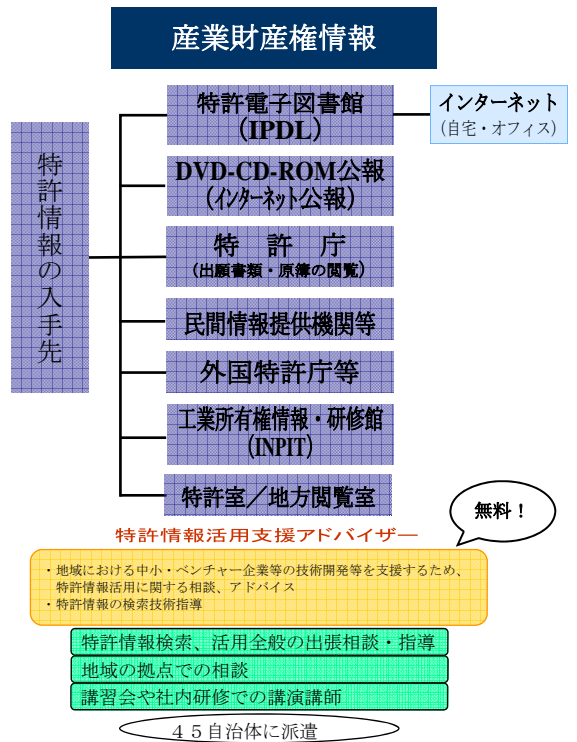 産業財産権情報
特許情報の入手先
特許電子図書館
(IPDL)
インターネット
(自宅・オフィス)
DVD-CD-ROM公報
(インターネット公報)
特 許 庁
(出願書類・原簿の閲覧)
民間情報提供機関等
外国特許庁等
工業所有権情報・研修館
(INPIT)
特許室/地方閲覧室
無料!
特許情報活用支援アドバイザー
・地域における中小・ベンチャー企業等の技術開発等を支援するため、
特許情報活用に関する相談、アドバイス
・特許情報の検索技術指導
特許情報検索、活用全般の出張相談・指導
地域の拠点での相談
講習会や社内研修での講演講師
45自治体に派遣